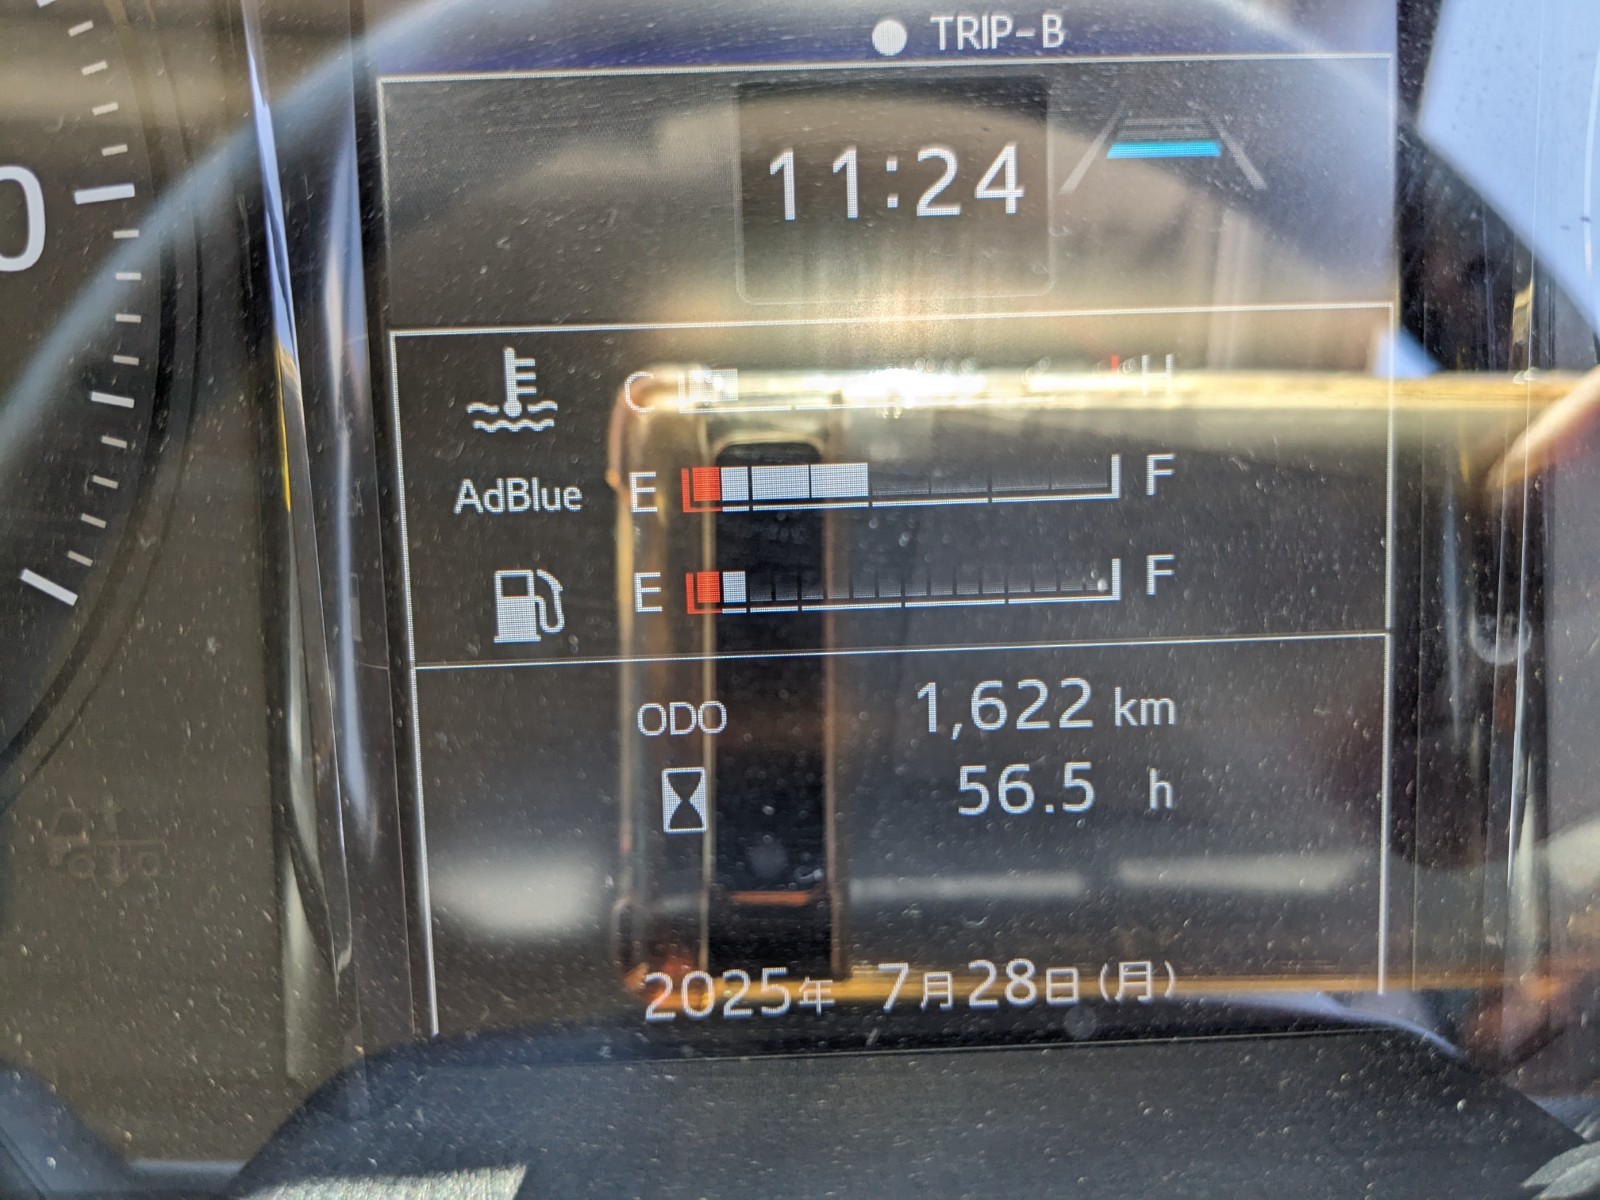 TRIP-B
11:24
C H
AdBlue E F
E F
ODO 1,622 km
56.5 h
2025年 7月28日(月)